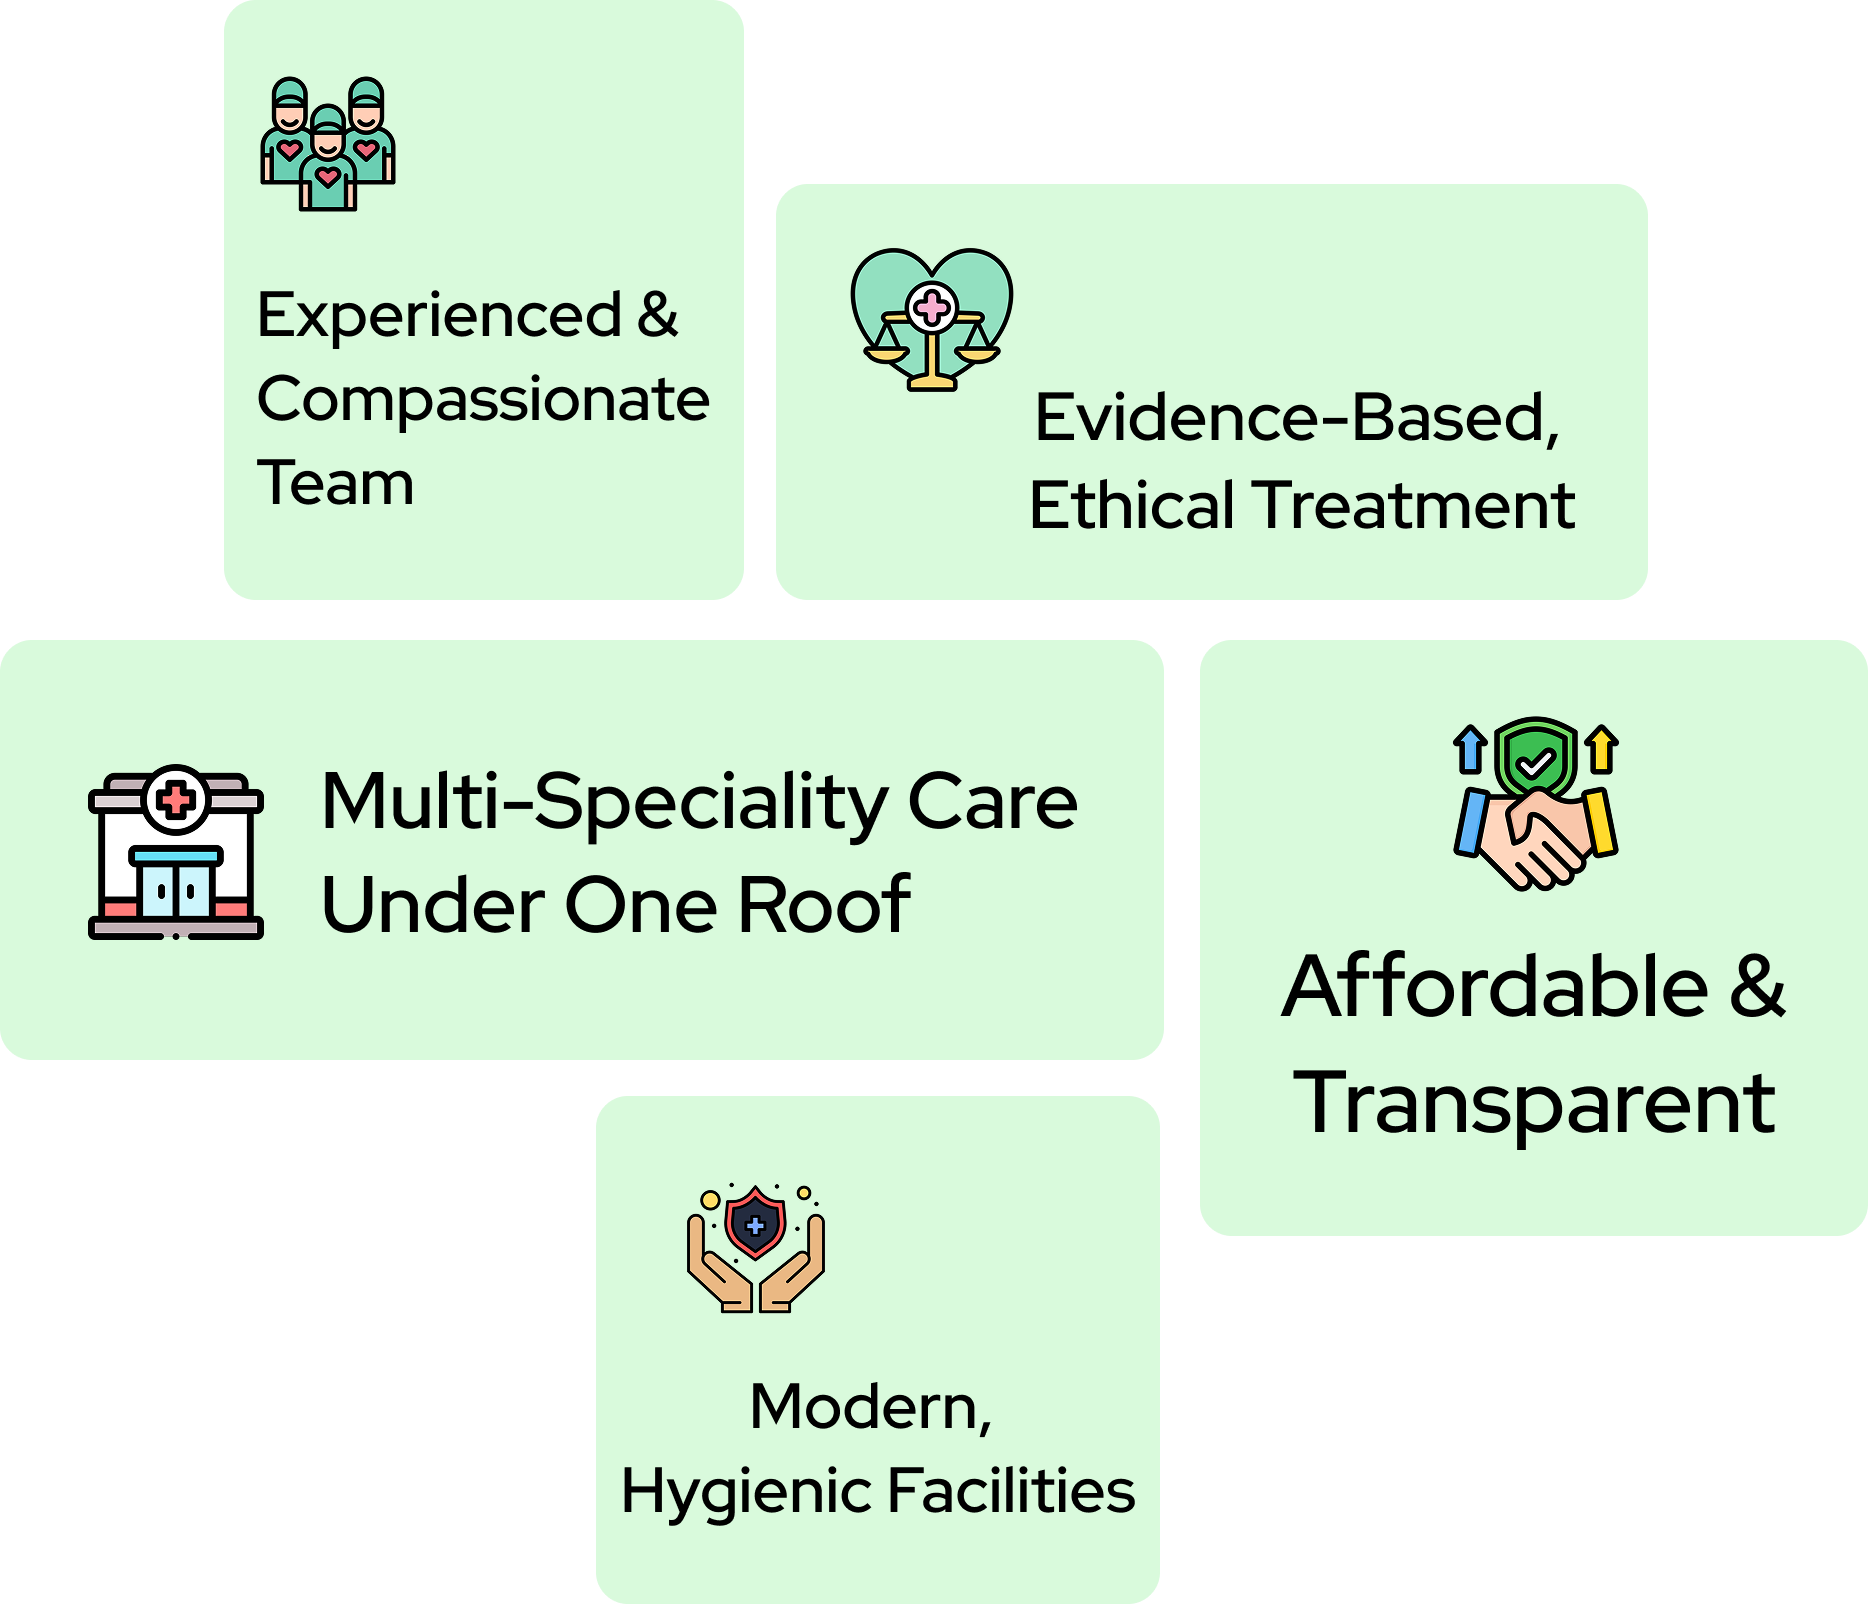 Experienced &
Compassionate
Team
Evidence-Based,
Ethical Treatment
Multi-Speciality Care
Under One Roof
Affordable &
Transparent
Modern,
Hygienic Facilities